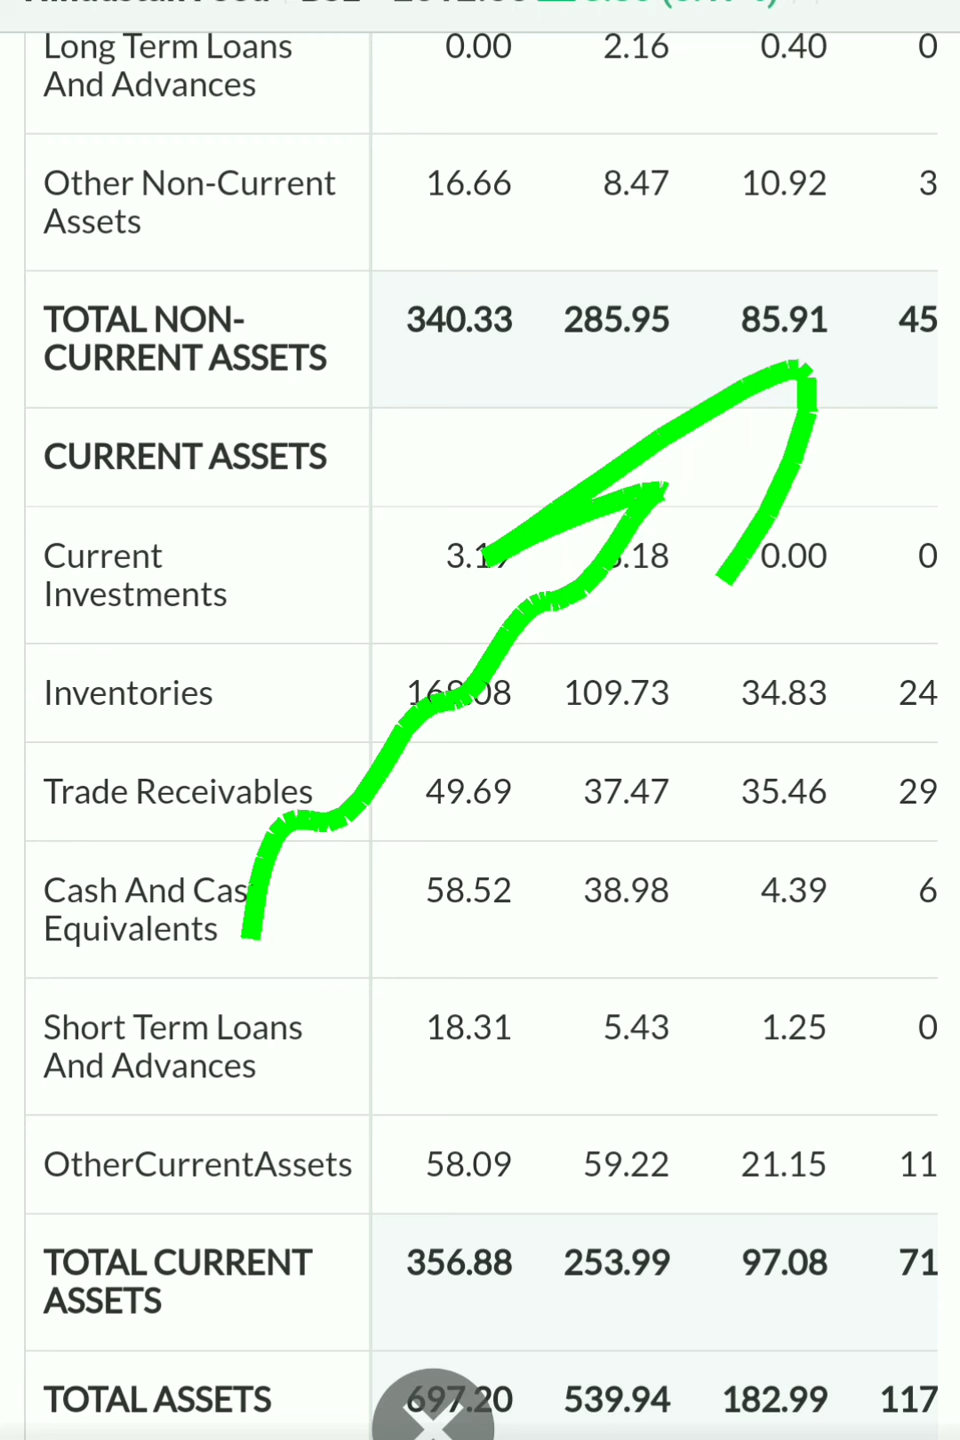 Long Term Loans 0.00 2.16 0.40 0
And Advances
Other Non-Current 16.66 8.47 10.92 3
Assets
TOTAL NON- 340.33 285.95 85.91 45
CURRENT ASSETS
CURRENT ASSETS
Current 0.00 0
Investments
Inventories 109.73 34.83 24
Trade Receivables 49.69 37.47 35.46 29
Cash And 58.52 38.98 4.39 6
Equivalents
Short Term Loans 18.31 5.43 1.25 0
And Advances
OtherCurrentAssets 58.09 59.22 21.15 11
TOTAL CURRENT 356.88 253.99 97.08 71
ASSETS
TOTAL ASSETS 697.20 539.94 182.99 117